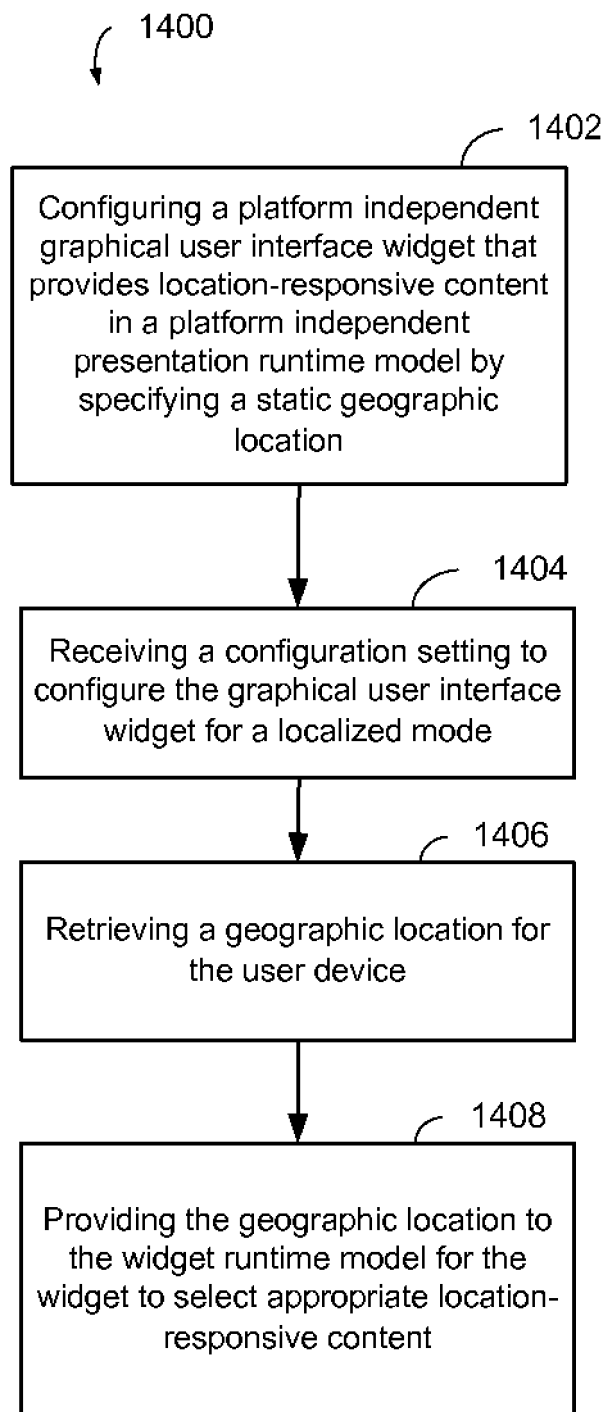 1400
1402
Configuring a platform independent
graphical user interface widget that
provides location-responsive content
in a platform independent
presentation runtime model by
specifying a static geographic
location
1404
Receiving a configuration setting to
configure the graphical user interface
widget for a localized mode
1406
Retrieving a geographic location for
the user device
1408
Providing the geographic location to
the widget runtime model for the
widget to select appropriate location-
responsive content